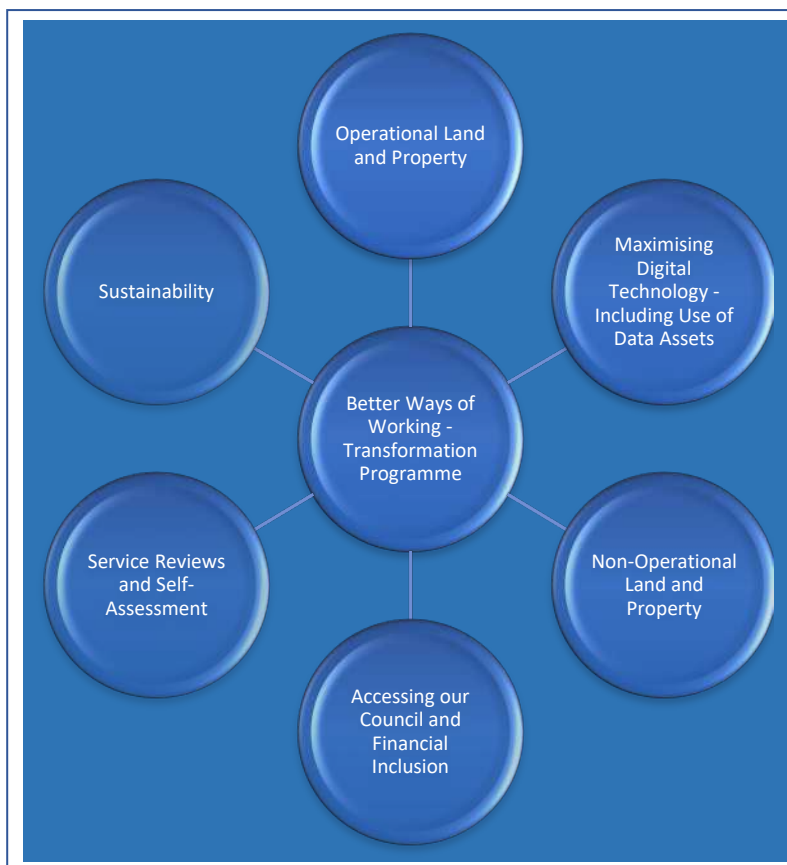 Operational Land
and Property
Maximising
Digital
Technology -
Including Use of
Data Assets
Sustainability
Better Ways of
Working -
Transformation
Programme
Service Reviews
and Self-
Assessment
Non-Operational
Land and
Property
Accessing our
Council and
Financial
Inclusion